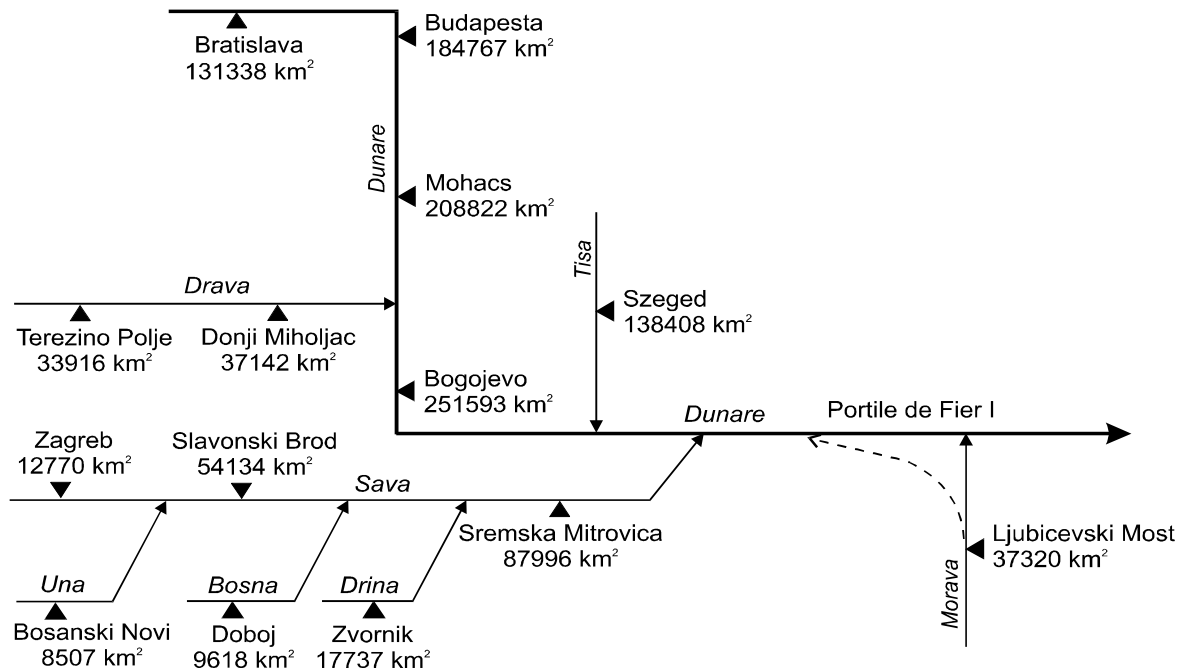 Bratislava
131338 km²
Budapesta
184767 km²
Dunare
Mohacs
208822 km²
Tisa
Drava
Szeged
138408 km²
Terezino Polje
33916 km²
Donji Miholjac
37142 km²
Bogojevo
251593 km²
Dunare
Portile de Fier I
Zagreb
12770 km²
Slavonski Brod
54134 km²
Sava
Sremska Mitrovica
87996 km²
Ljubicevski Most
37320 km²
Morava
Una
Bosna
Drina
Bosanski Novi
8507 km²
Doboj
9618 km²
Zvornik
17737 km²